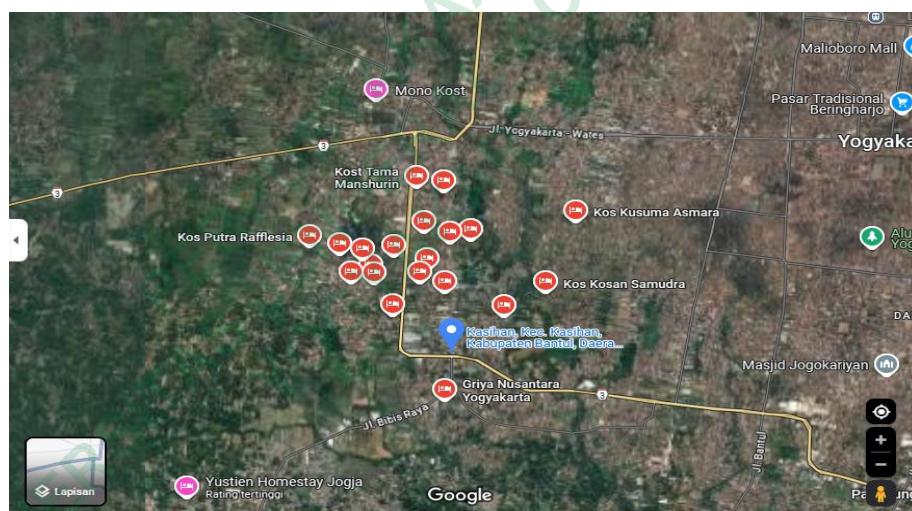 Malioboro Mall
Mono Kost
Pasar Tradisional
Beringharjo
Jl. Yogyakarta - Wates
Yogyaka
3
3
Kost Tama
Manshurin
Kos Kusuma Asmara
Kos Putra Rafflesia
Alu
Yog
Kos Kosan Samudra
DA
Kasihan, Kec. Kasihan,
Kabupaten Bantul, Daera...
Masjid Jogokariyan
Griya Nusantara
Yogyakarta
3
Jl. Bibis Raya
Jl. Bantul
Lapisan
Yustien Homestay Jogja
Rating tertinggi
Google